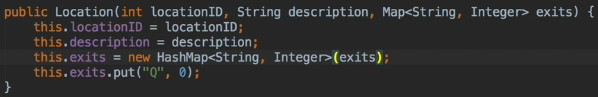 public Location(int locationID, String description, Map<String, Integer> exits) {
    this.locationID = locationID;
    this.description = description;
    this.exits = new HashMap<String, Integer>(exits);
    this.exits.put("Q", 0);
}